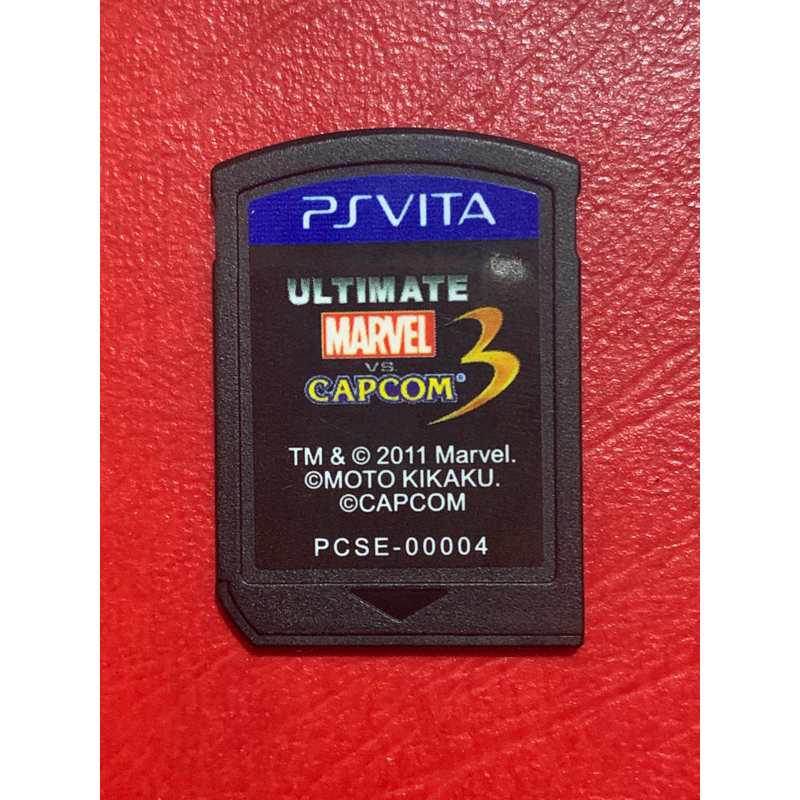 PSVITA
ULTIMATE
MARVEL
VS.
CAPCOM® 3
TM & © 2011 Marvel.
©MOTO KIKAKU.
©CAPCOM
PCSE-00004